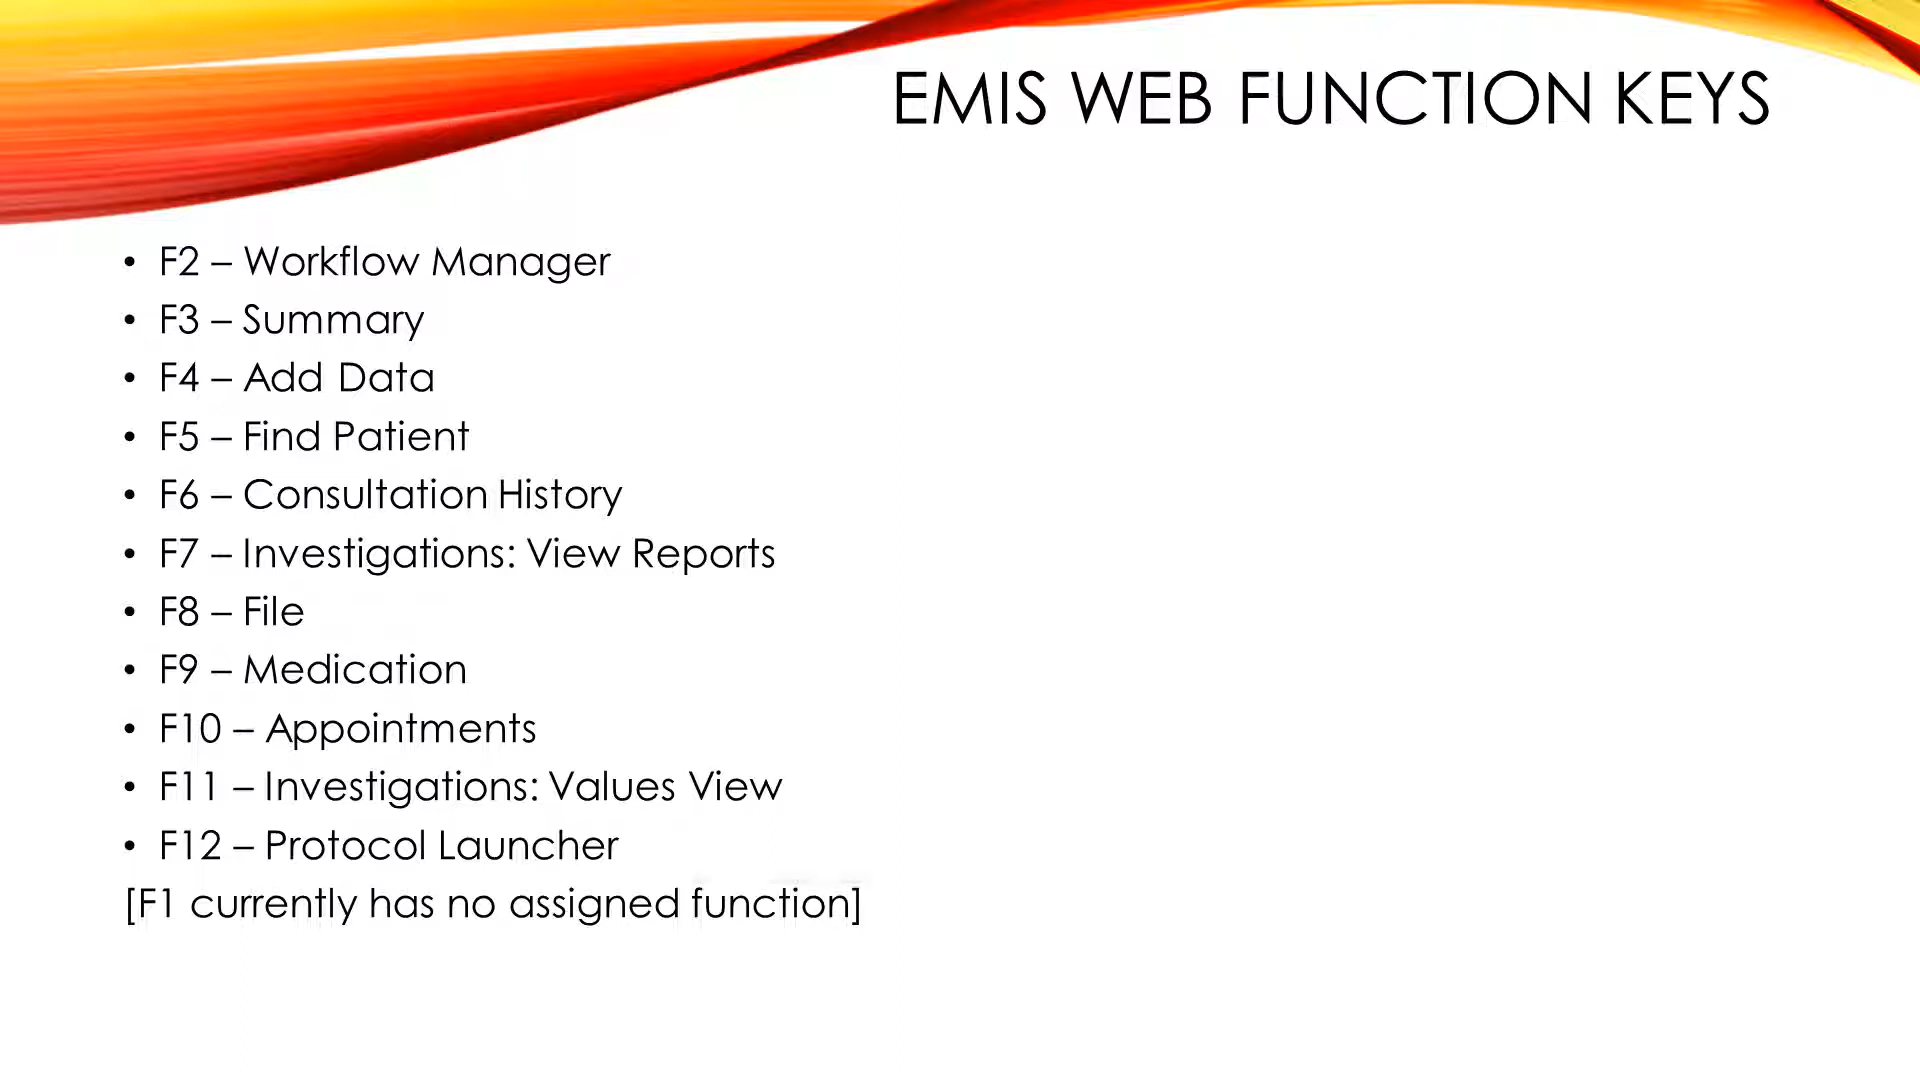 EMIS WEB FUNCTION KEYS
• F2 – Workflow Manager
• F3 – Summary
• F4 – Add Data
• F5 – Find Patient
• F6 – Consultation History
• F7 – Investigations: View Reports
• F8 – File
• F9 – Medication
• F10 – Appointments
• F11 – Investigations: Values View
• F12 – Protocol Launcher
[F1 currently has no assigned function]